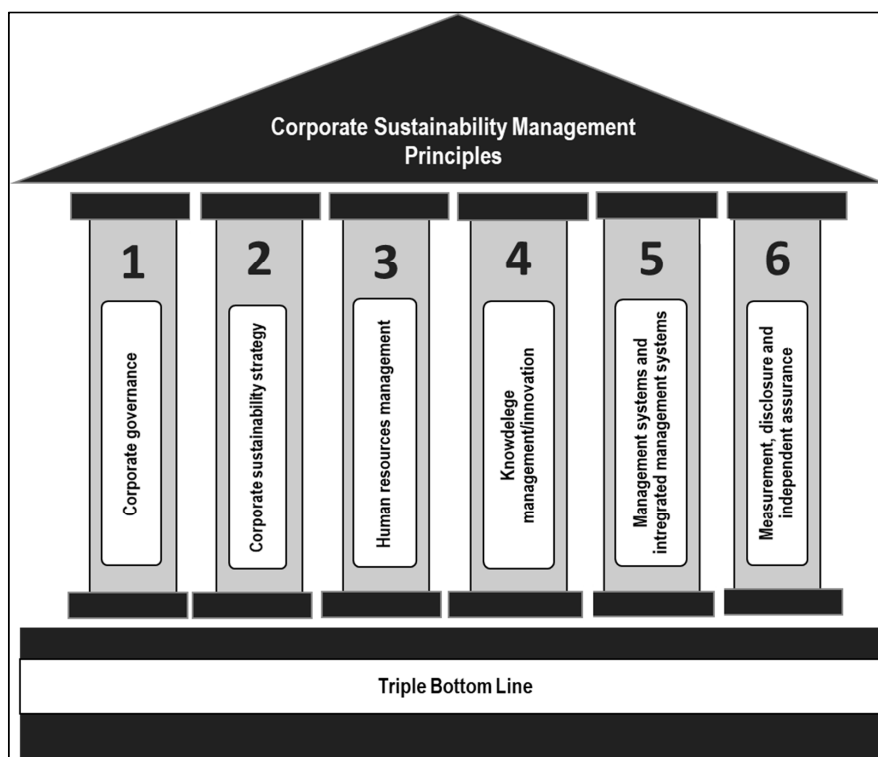 Corporate Sustainability Management
Principles
1
2
3
4
5
6
Corporate governance
Corporate sustainability strategy
Human resources management
Knowdelege
management/innovation
Management systems and
intregrated management systems
Measurement, disclosure and
independent assurance
Triple Bottom Line